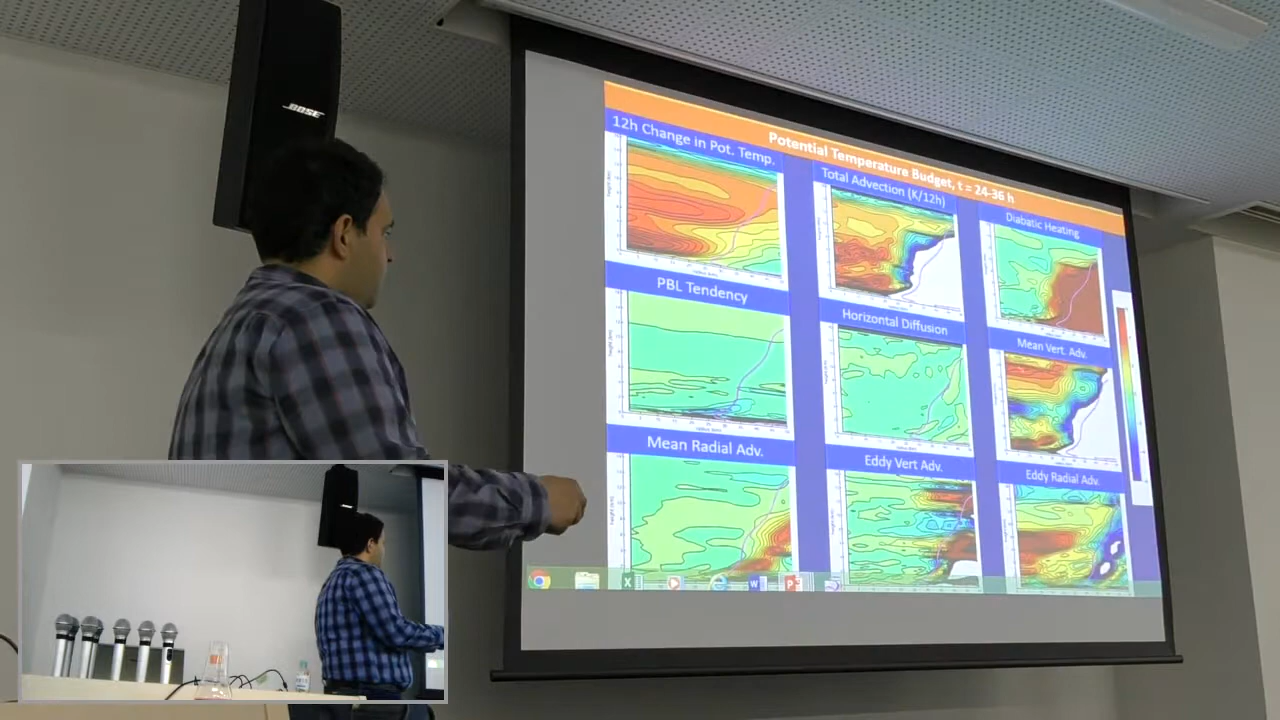 BOSE
Potential Temperature Budget, t = 24-36 h
12h Change in Pot. Temp.
Total Advection (K/12h)
Diabatic Heating
PBL Tendency
Horizontal Diffusion
Mean Vert. Adv.
Mean Radial Adv.
Eddy Vert Adv.
Eddy Radial Adv.